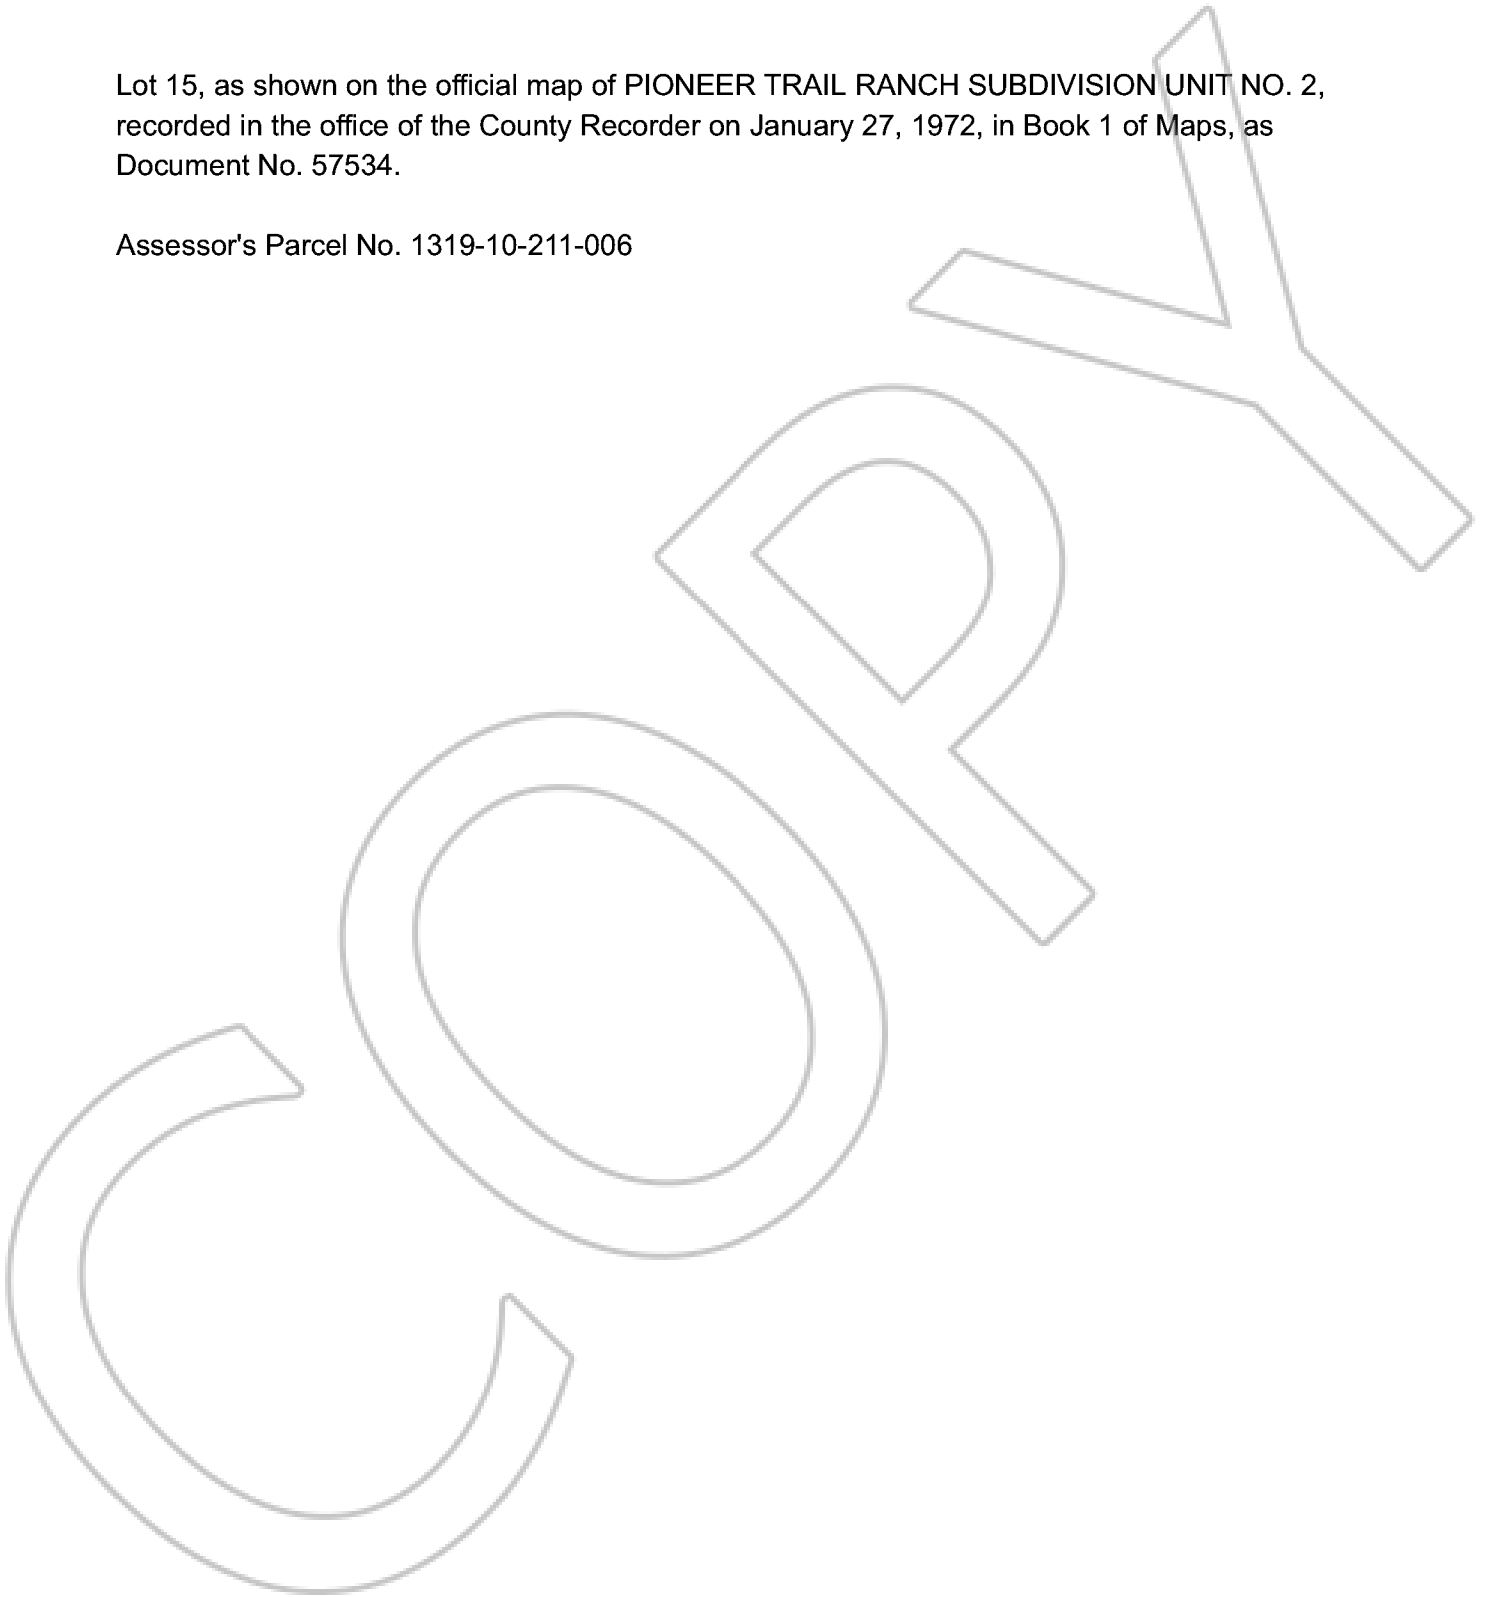 Lot 15, as shown on the official map of PIONEER TRAIL RANCH SUBDIVISION UNIT NO. 2,
recorded in the office of the County Recorder on January 27, 1972, in Book 1 of Maps, as
Document No. 57534.
Assessor's Parcel No. 1319-10-211-006
COPY